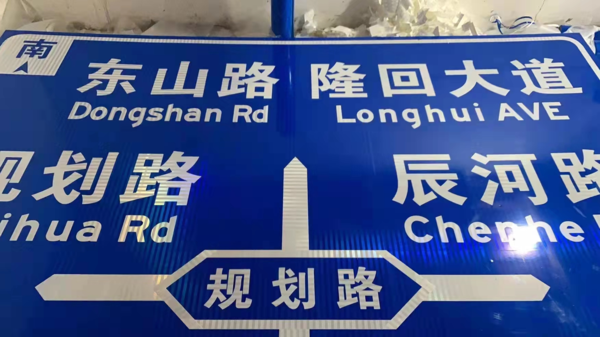 南
东山路 隆回大道
Dongshan Rd Longhui AVE
规划路 辰河路
ihua Rd Chenhe
规划路